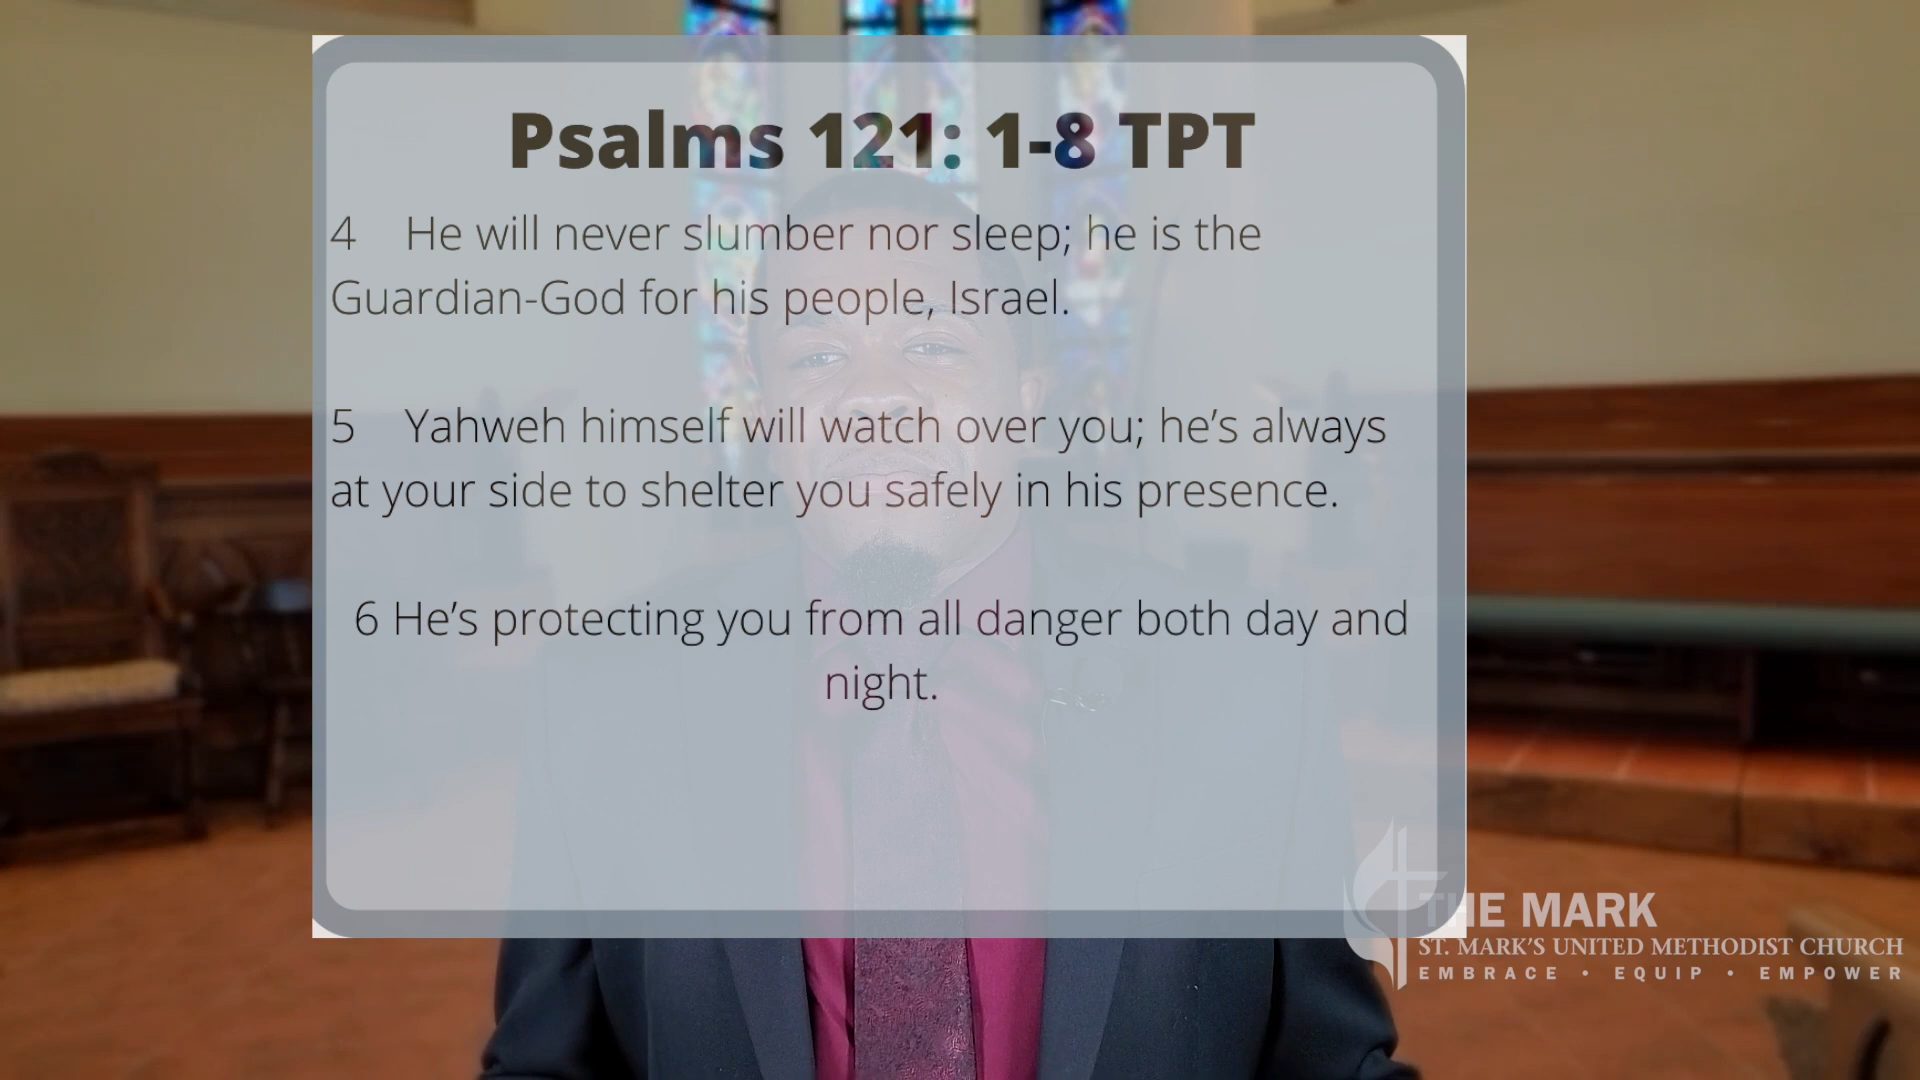 Psalms 121: 1-8 TPT
4 He will never slumber nor sleep; he is the
Guardian-God for his people, Israel.
5 Yahweh himself will watch over you; he’s always
at your side to shelter you safely in his presence.
6 He’s protecting you from all danger both day and
night.
THE MARK
ST. MARK'S UNITED METHODIST CHURCH
EMBRACE • EQUIP • EMPOWER